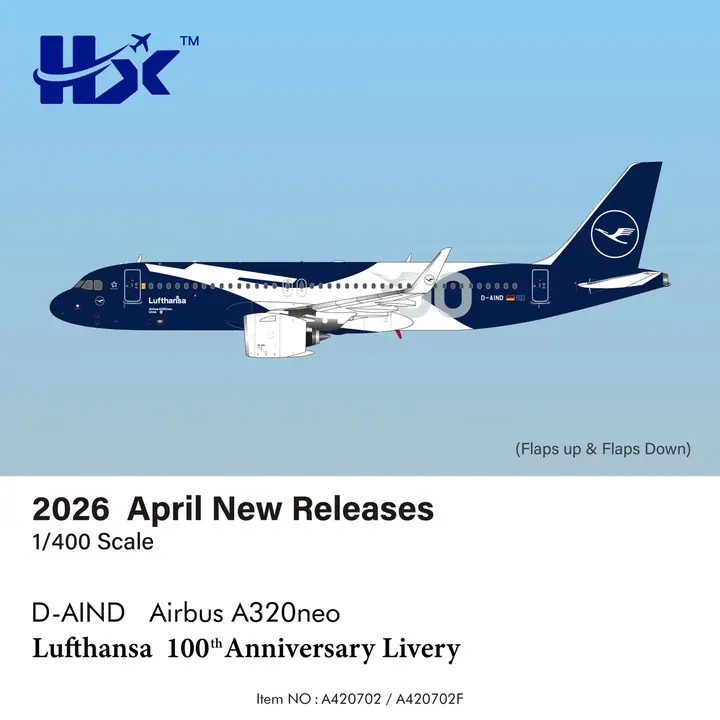 HX™
Lufthansa
D-AIND
(Flaps up & Flaps Down)
2026 April New Releases
1/400 Scale
D-AIND Airbus A320neo
Lufthansa 100th Anniversary Livery
Item NO : A420702 / A420702F